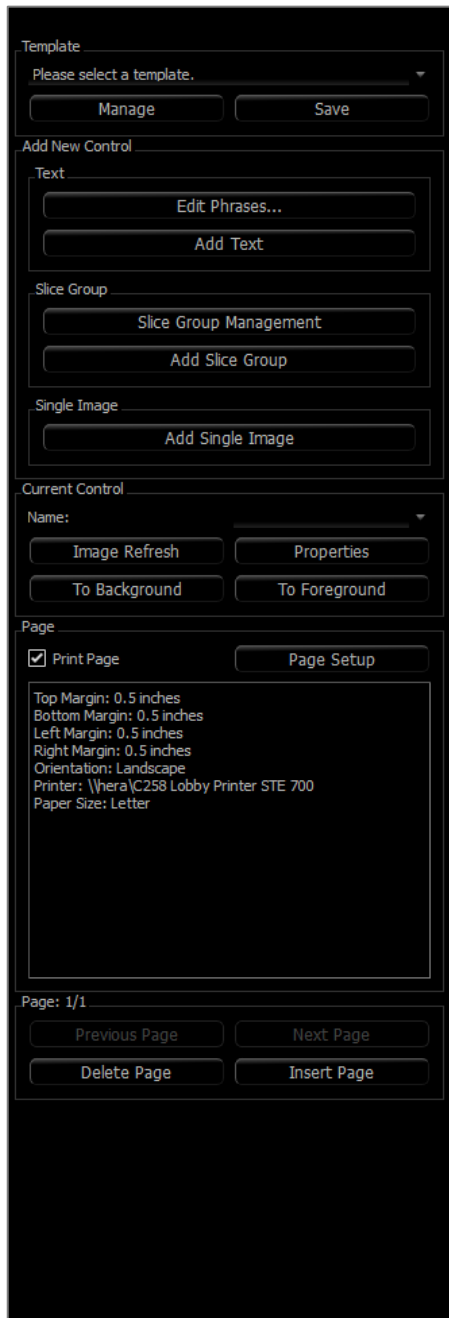 Template
Please select a template.
Manage Save
Add New Control
Text
Edit Phrases...
Add Text
Slice Group
Slice Group Management
Add Slice Group
Single Image
Add Single Image
Current Control
Name:
Image Refresh Properties
To Background To Foreground
Page
Print Page Page Setup
Top Margin: 0.5 inches
Bottom Margin: 0.5 inches
Left Margin: 0.5 inches
Right Margin: 0.5 inches
Orientation: Landscape
Printer: \\hera\C258 Lobby Printer STE 700
Paper Size: Letter
Page: 1/1
Previous Page Next Page
Delete Page Insert Page